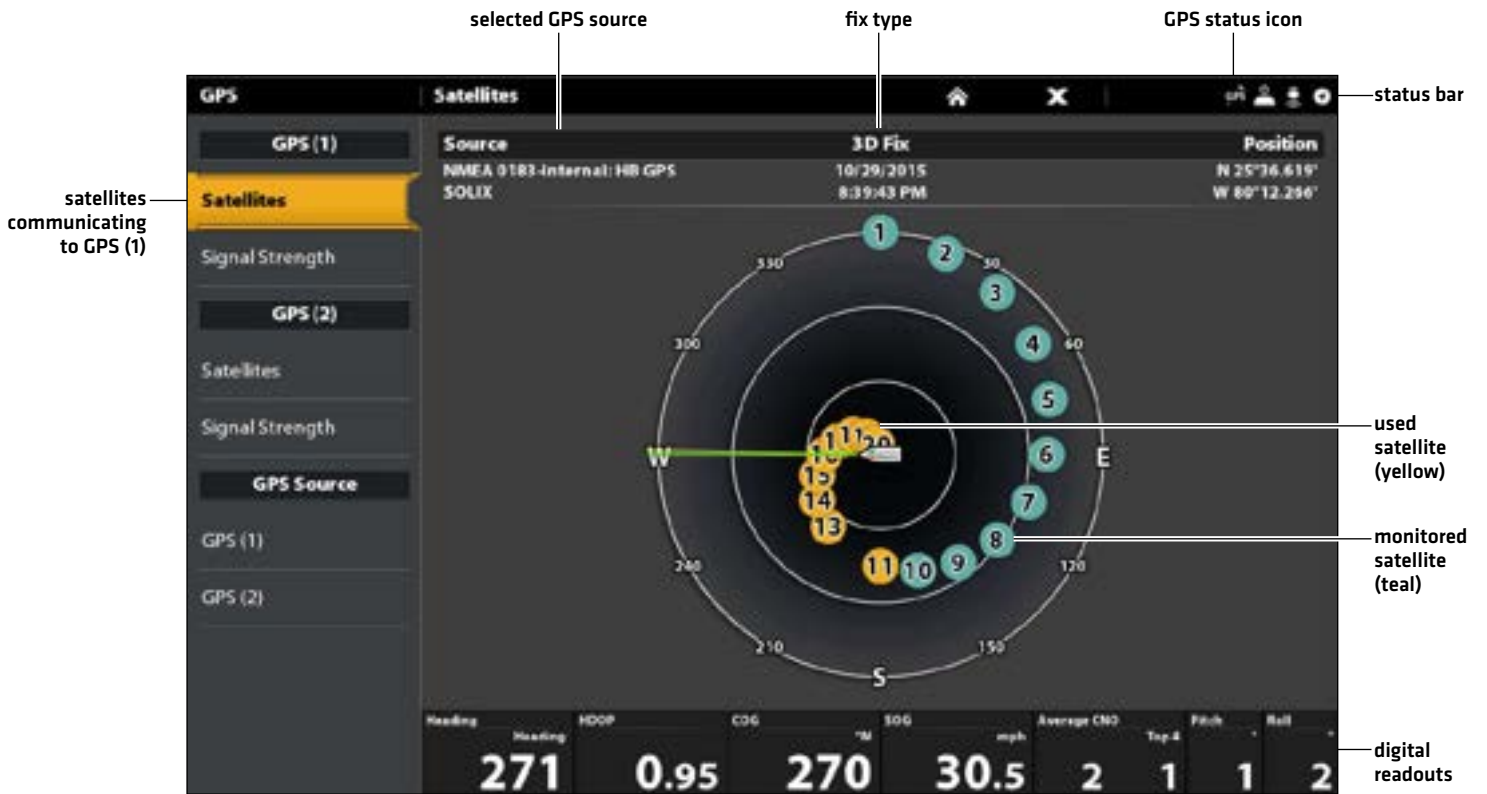 selected GPS source
fix type
GPS status icon
GPS
Satellites
status bar
GPS (1)
Source
3D Fix
Position
NMEA 0183-Internal: HB GPS
10/29/2015
N 25°36.619'
SOLIX
8:39:43 PM
W 80°12.296'
satellites
communicating
to GPS (1)
Satellites
Signal Strength
GPS (2)
Satellites
Signal Strength
GPS Source
GPS (1)
GPS (2)
1
2
330
30
3
300
4
60
5
used
satellite
(yellow)
11
20
W
6
E
15
14
7
13
8
monitored
satellite
(teal)
240
11
10
9
120
210
150
S
Heading
HDOP
COG
SOG
Average CNO
Pitch
Roll
Heading
°M
mph
Top 4
°
°
271
0.95
270
30.5
2
1
1
2
digital
readouts